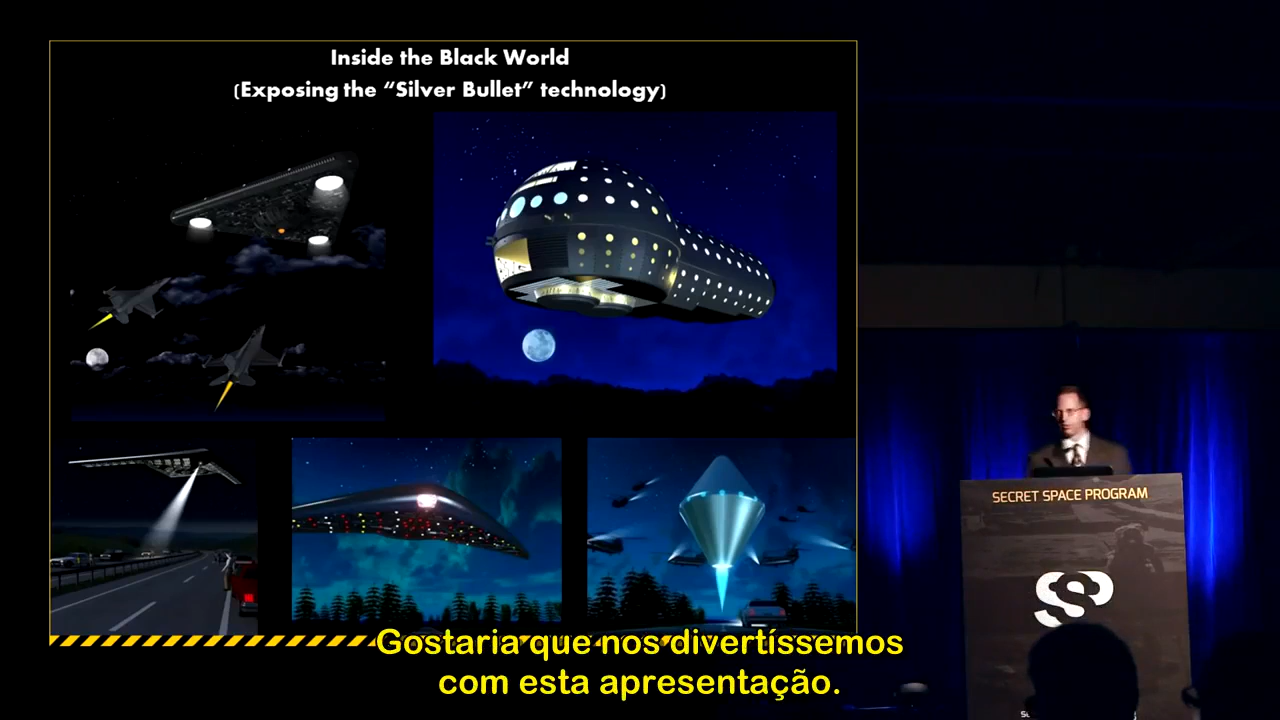 Inside the Black World
(Exposing the “Silver Bullet” technology)
SECRET SPACE PROGRAM
SSP
Gostaria que nos divertíssemos
com esta apresentação.